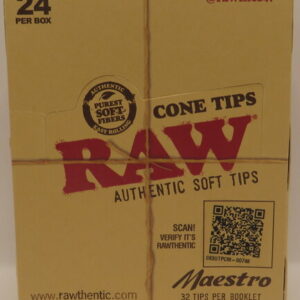 24
PER BOX
AUTHENTIC
PUREST
SOFT
FIBERS
EASY ROLLING
CONE TIPS
RAW
AUTHENTIC SOFT TIPS
SCAN!
VERIFY IT'S
RAWTHENTIC
Maestro
www.rawthentic.com
32 TIPS PER BOOKLET